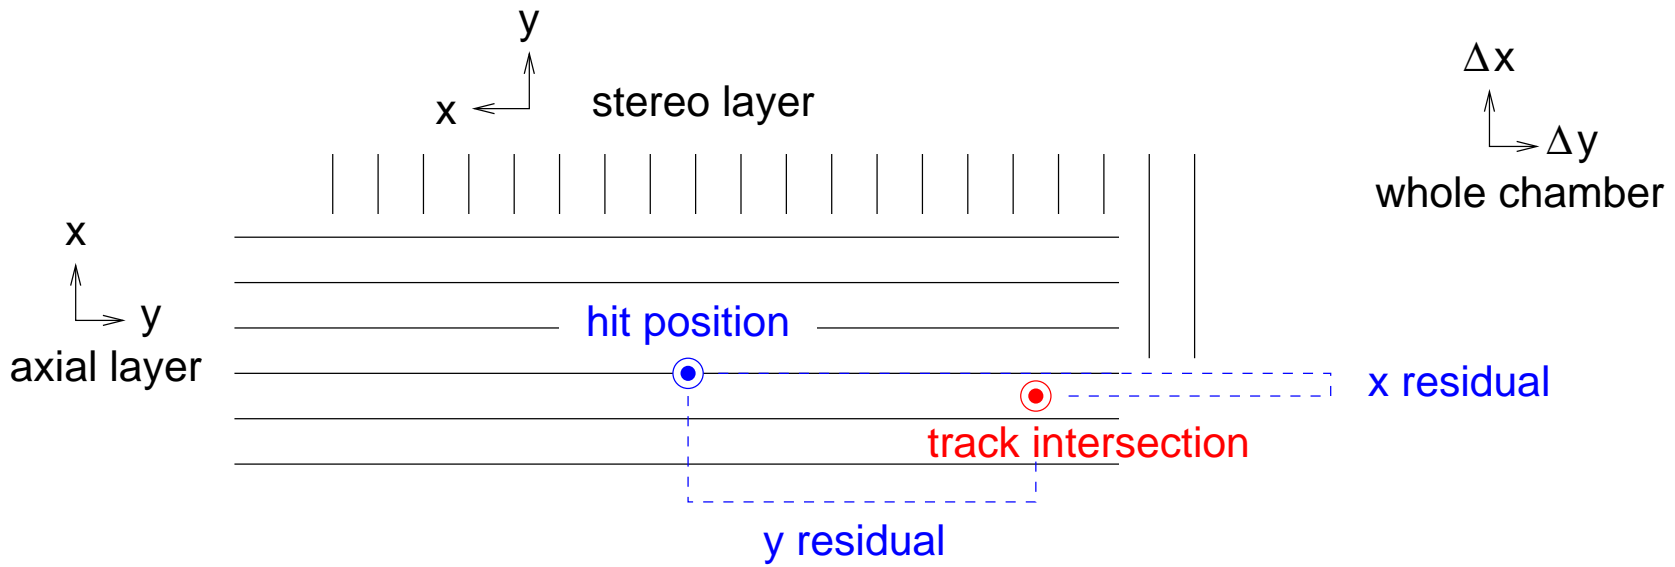 y
x
stereo layer
Δx
Δy
whole chamber
x
y
axial layer
hit position
x residual
track intersection
y residual